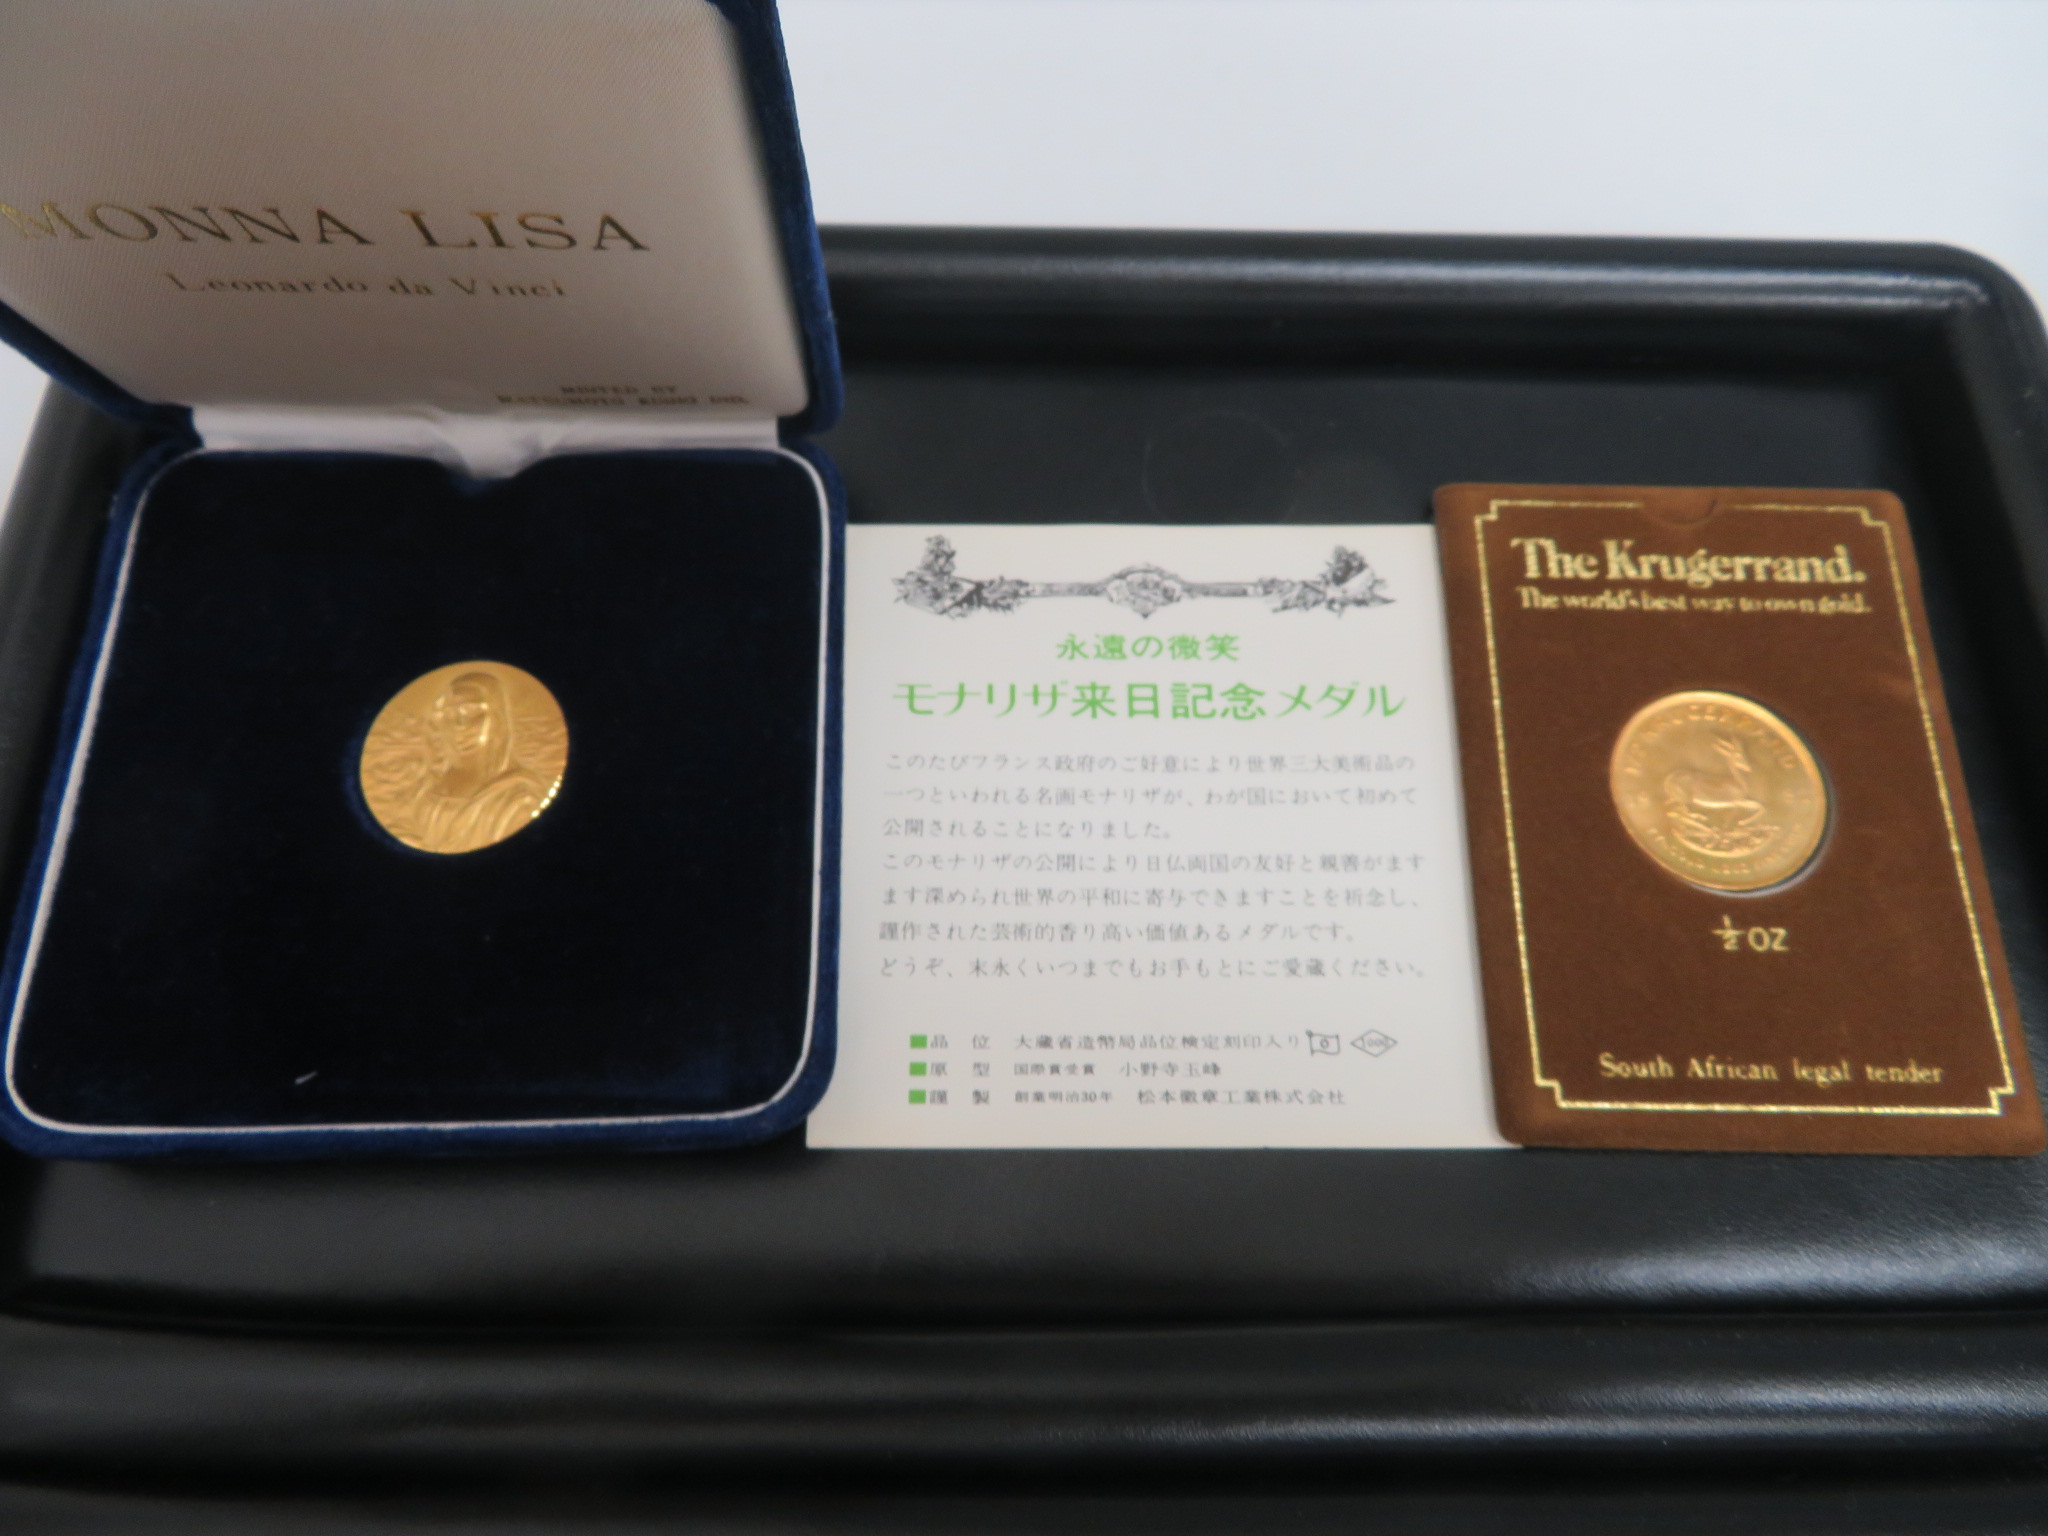 MONNA LISA
Leonardo da Vinci
MINTED BY
MATSUMOTO KISHO IND.
永遠の微笑
モナリザ来日記念メダル
このたびフランス政府のご好意により世界三大美術品の
一つといわれる名画モナリザが、わが国において初めて
公開されることになりました。
このモナリザの公開により日仏両国の友好と親善がます
ます深められ世界の平和に寄与できますことを祈念し、
謹作された芸術的香り高い価値あるメダルです。
どうぞ、末永くいつまでもお手もとにご愛蔵ください。
■品 位 大蔵省造幣局品位検定刻印入り 1000
■原 型 国際賞受賞 小野寺玉峰
■謹 製 創業明治30年 松本徽章工業株式会社
The Krugerrand.
The world's best way to own gold.
½ OZ
South African legal tender